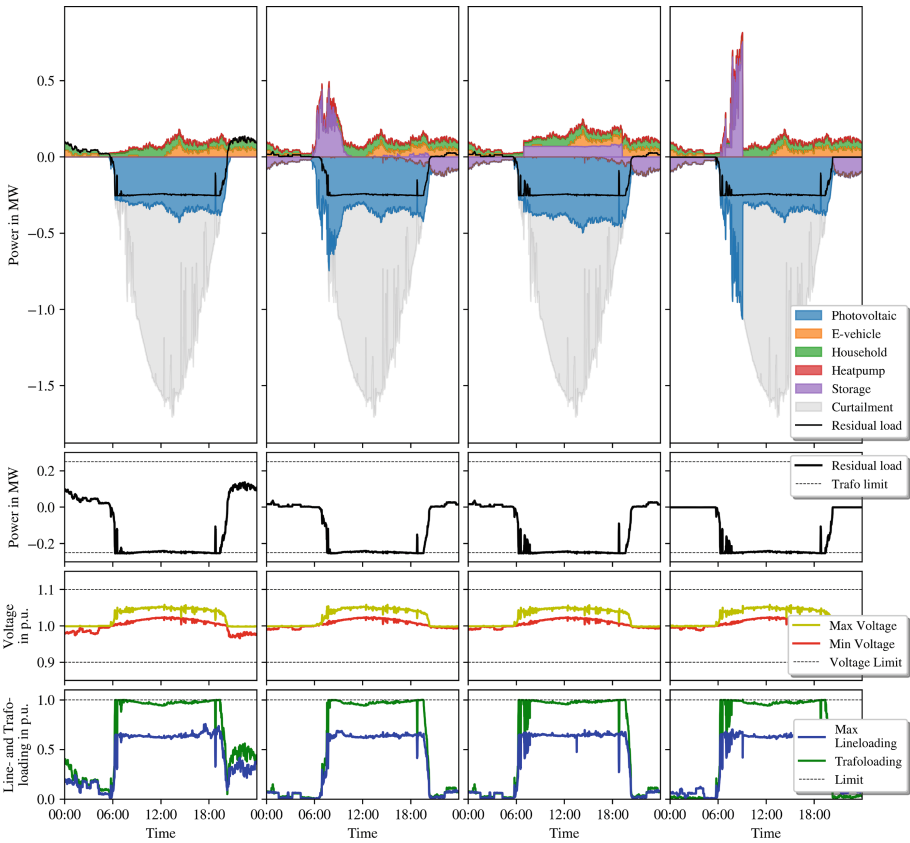 0.5
0.0
−0.5
−1.0
−1.5
Power in MW
Photovoltaic
E-vehicle
Household
Heatpump
Storage
Curtailment
Residual load
0.2
0.0
−0.2
Power in MW
Residual load
Trafo limit
1.1
1.0
0.9
Voltage
in p.u.
Max Voltage
Min Voltage
Voltage Limit
1.0
0.5
0.0
Line- and Trafo-
loading in p.u.
Max
Lineloading
Trafoloading
Limit
00:00 06:00 12:00 18:00 00:00 06:00 12:00 18:00 00:00 06:00 12:00 18:00 00:00 06:00 12:00 18:00
Time Time Time Time